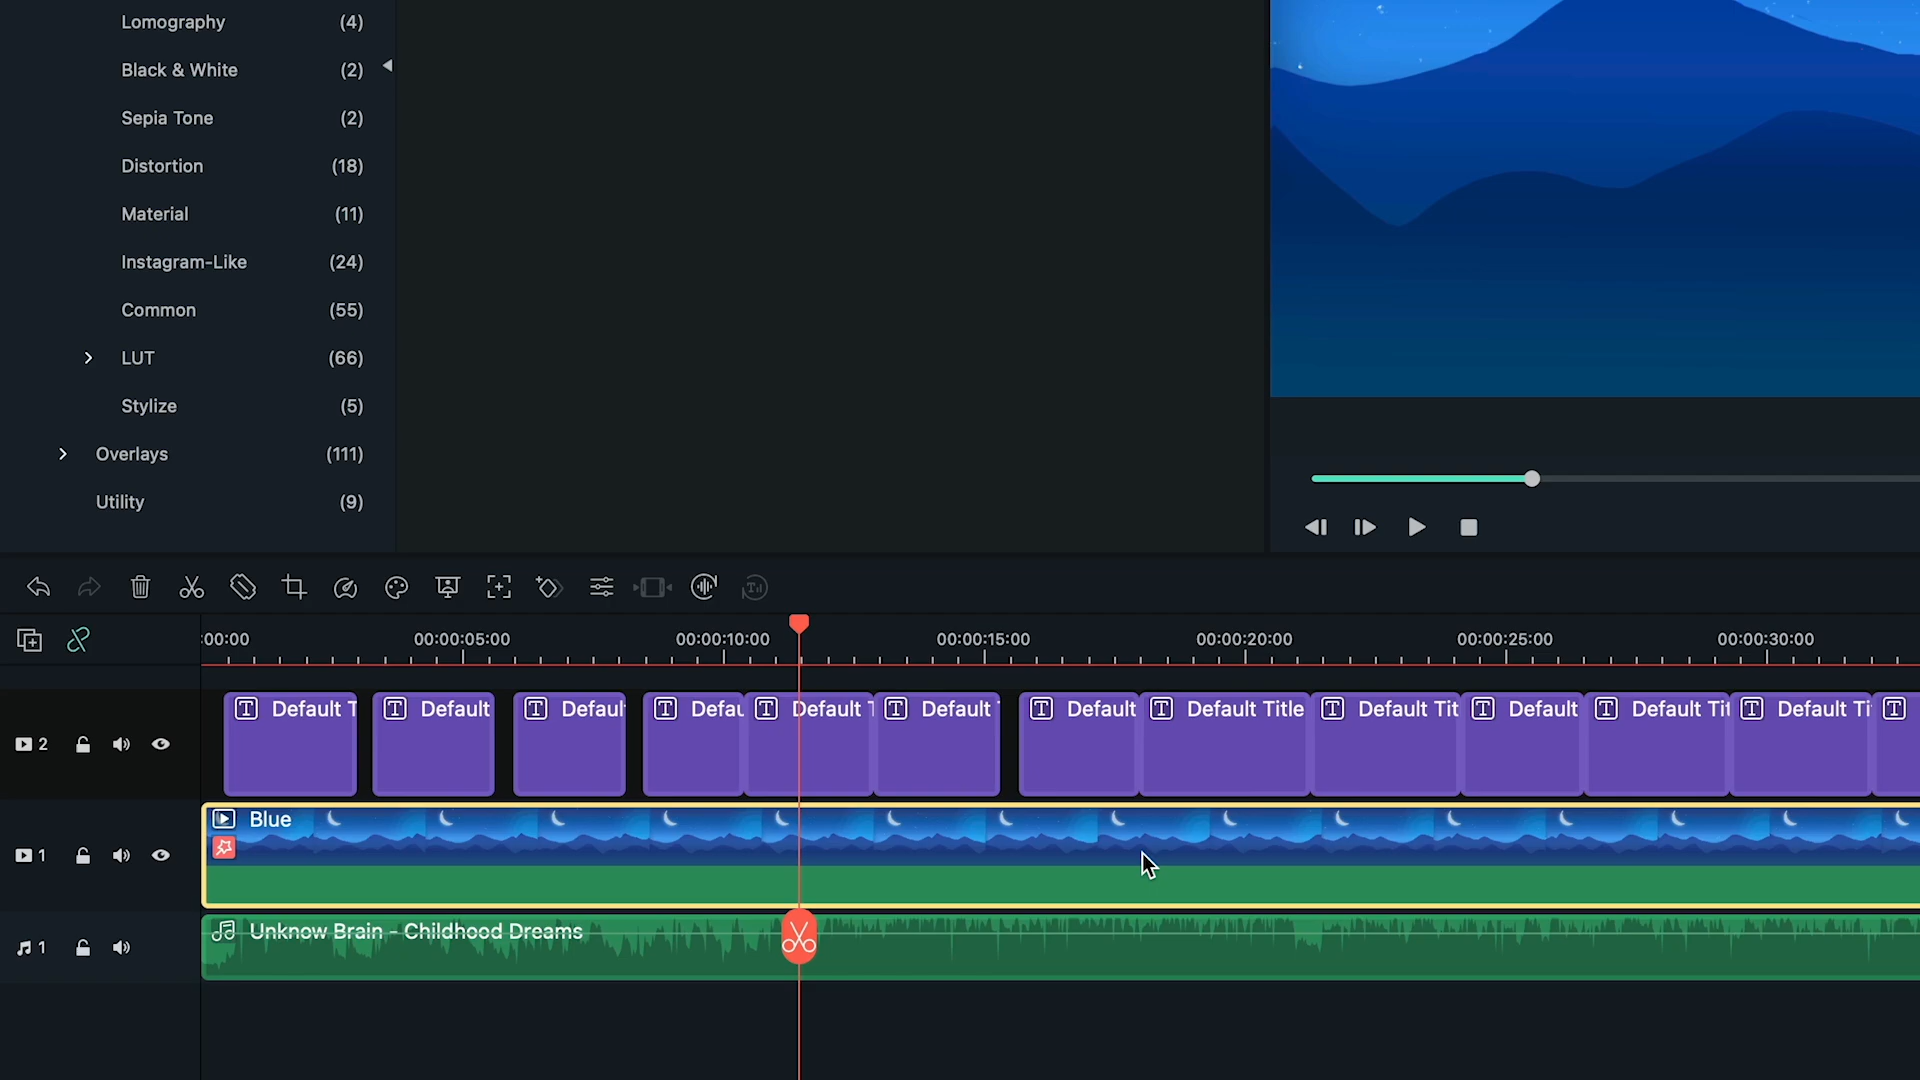 Lomography (4)
Black & White (2)
Sepia Tone (2)
Distortion (18)
Material (11)
Instagram-Like (24)
Common (55)
LUT (66)
Stylize (5)
Overlays (111)
Utility (9)
:00:00 00:00:05:00 00:00:10:00 00:00:15:00 00:00:20:00 00:00:25:00 00:00:30:00
2 T Default T T Default T Defaul T Defau T Default T T Default T Default T Default Title T Default Tit T Default T Default Tit T Default Ti T
1 Blue
1 Unknow Brain - Childhood Dreams